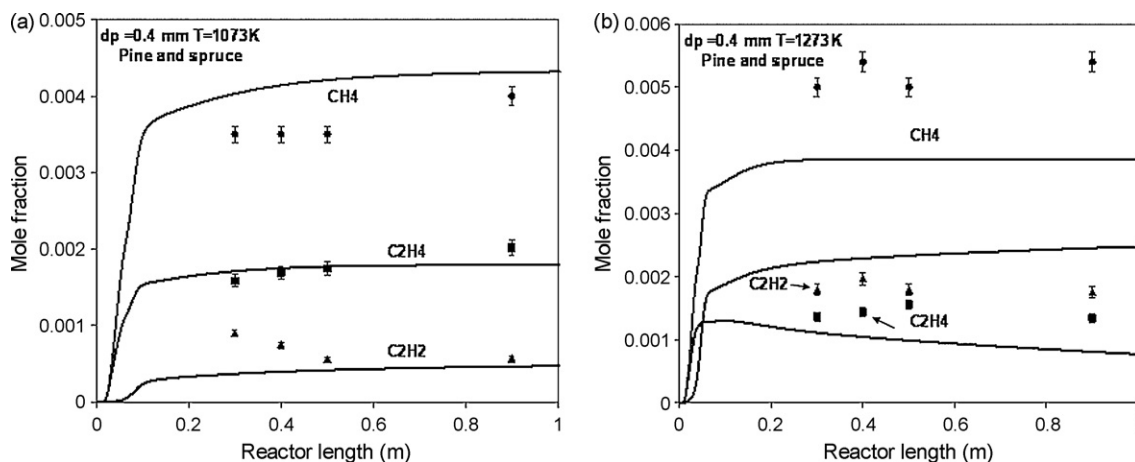 (a)
dp =0.4 mm T=1073K
Pine and spruce
CH4
C2H4
C2H2
0.005
0.004
0.003
0.002
0.001
0
0 0.2 0.4 0.6 0.8 1
Mole fraction
Reactor length (m)
(b)
dp =0.4 mm T=1273K
Pine and spruce
CH4
C2H2
C2H4
0.006
0.005
0.004
0.003
0.002
0.001
0
0 0.2 0.4 0.6 0.8
Mole fraction
Reactor length (m)